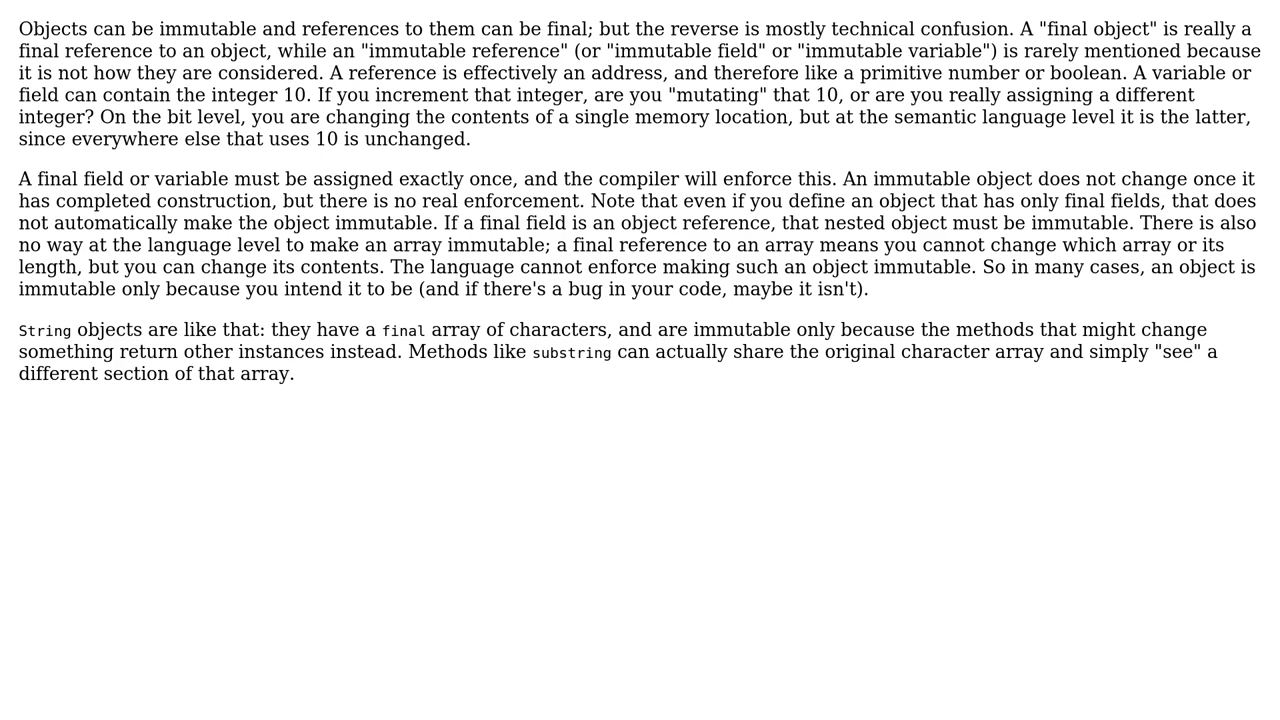 Objects can be immutable and references to them can be final; but the reverse is mostly technical confusion. A "final object" is really a
final reference to an object, while an "immutable reference" (or "immutable field" or "immutable variable") is rarely mentioned because
it is not how they are considered. A reference is effectively an address, and therefore like a primitive number or boolean. A variable or
field can contain the integer 10. If you increment that integer, are you "mutating" that 10, or are you really assigning a different
integer? On the bit level, you are changing the contents of a single memory location, but at the semantic language level it is the latter,
since everywhere else that uses 10 is unchanged.
A final field or variable must be assigned exactly once, and the compiler will enforce this. An immutable object does not change once it
has completed construction, but there is no real enforcement. Note that even if you define an object that has only final fields, that does
not automatically make the object immutable. If a final field is an object reference, that nested object must be immutable. There is also
no way at the language level to make an array immutable; a final reference to an array means you cannot change which array or its
length, but you can change its contents. The language cannot enforce making such an object immutable. So in many cases, an object is
immutable only because you intend it to be (and if there's a bug in your code, maybe it isn't).
String objects are like that: they have a final array of characters, and are immutable only because the methods that might change
something return other instances instead. Methods like substring can actually share the original character array and simply "see" a
different section of that array.